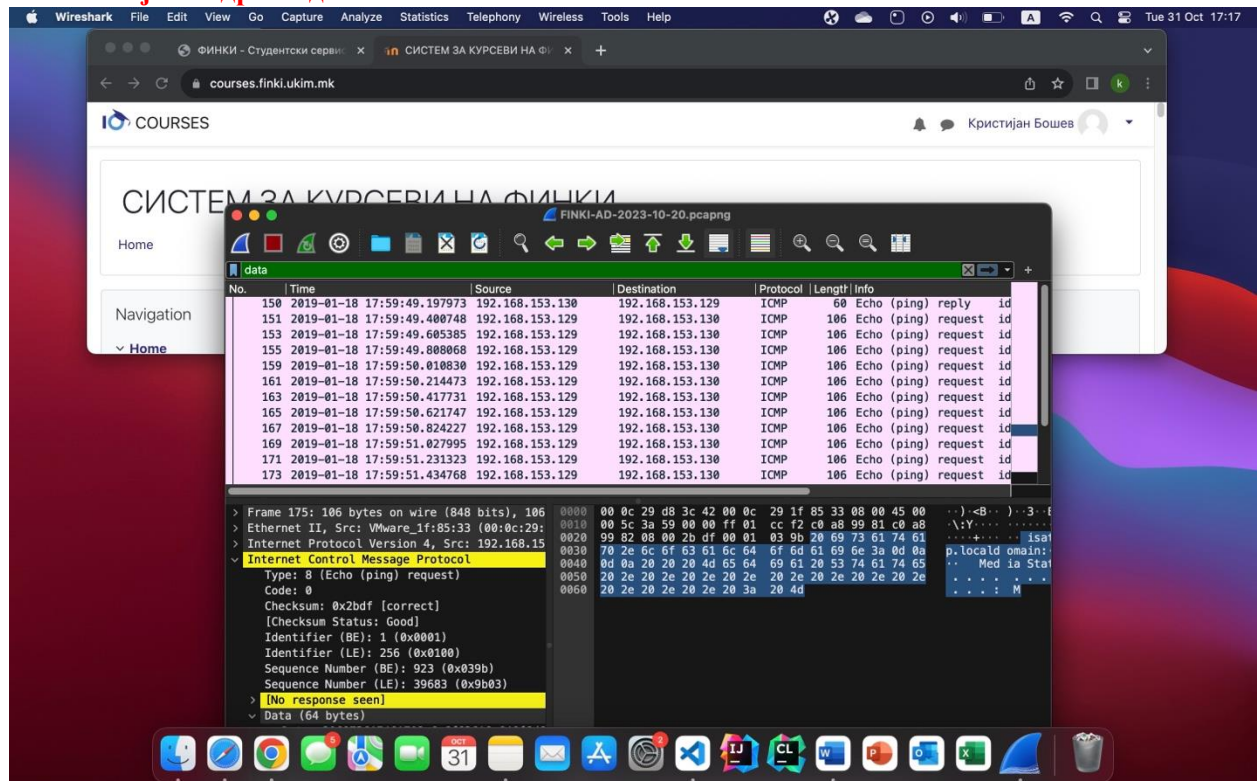 Wireshark File Edit View Go Capture Analyze Statistics Telephony Wireless Tools Help A Tue 31 Oct 17:17
ФИНКИ - Студентски сервис СИСТЕМ ЗА КУРСЕВИ НА ФИ
courses.finki.ukim.mk k
COURSES Кристијан Бошев
СИСТЕМ ЗА КУРСЕВИ НА ФИНКИ
Home
Navigation
Home
FINKI-AD-2023-10-20.pcapng
data
No. Time Source Destination Protocol Length Info
150 2019-01-18 17:59:49.197973 192.168.153.130 192.168.153.129 ICMP 60 Echo (ping) reply id
151 2019-01-18 17:59:49.400748 192.168.153.129 192.168.153.130 ICMP 106 Echo (ping) request id
153 2019-01-18 17:59:49.605385 192.168.153.129 192.168.153.130 ICMP 106 Echo (ping) request id
155 2019-01-18 17:59:49.808068 192.168.153.129 192.168.153.130 ICMP 106 Echo (ping) request id
159 2019-01-18 17:59:50.010830 192.168.153.129 192.168.153.130 ICMP 106 Echo (ping) request id
161 2019-01-18 17:59:50.214473 192.168.153.129 192.168.153.130 ICMP 106 Echo (ping) request id
163 2019-01-18 17:59:50.417731 192.168.153.129 192.168.153.130 ICMP 106 Echo (ping) request id
165 2019-01-18 17:59:50.621747 192.168.153.129 192.168.153.130 ICMP 106 Echo (ping) request id
167 2019-01-18 17:59:50.824227 192.168.153.129 192.168.153.130 ICMP 106 Echo (ping) request id
169 2019-01-18 17:59:51.027995 192.168.153.129 192.168.153.130 ICMP 106 Echo (ping) request id
171 2019-01-18 17:59:51.231323 192.168.153.129 192.168.153.130 ICMP 106 Echo (ping) request id
173 2019-01-18 17:59:51.434768 192.168.153.129 192.168.153.130 ICMP 106 Echo (ping) request id
Frame 175: 106 bytes on wire (848 bits), 106
Ethernet II, Src: VMware_1f:85:33 (00:0c:29:
Internet Protocol Version 4, Src: 192.168.15
Internet Control Message Protocol
Type: 8 (Echo (ping) request)
Code: 0
Checksum: 0x2bdf [correct]
[Checksum Status: Good]
Identifier (BE): 1 (0x0001)
Identifier (LE): 256 (0x0100)
Sequence Number (BE): 923 (0x039b)
Sequence Number (LE): 39683 (0x9b03)
[No response seen]
Data (64 bytes)
0000 00 0c 29 d8 3c 42 00 0c 29 1f 85 33 08 00 45 00 ··)·<B·· )··3··E
0010 00 5c 3a 59 00 00 ff 01 cc f2 c0 a8 99 81 c0 a8 ·\:Y···· ········
0020 99 82 08 00 2b df 00 01 03 9b 20 69 73 61 74 61 ····+··· ·· isat
0030 70 2e 6c 6f 63 61 6c 64 6f 6d 61 69 6e 3a 0d 0a p.locald omain:·
0040 0d 0a 20 20 20 4d 65 64 69 61 20 53 74 61 74 65 ·· Med ia Stat
0050 20 2e 20 2e 20 2e 20 2e 20 2e 20 2e 20 2e 20 2e . . . . . . .
0060 20 2e 20 2e 20 2e 20 3a 20 4d . . . : M
5 OCT 31 2 IJ CL